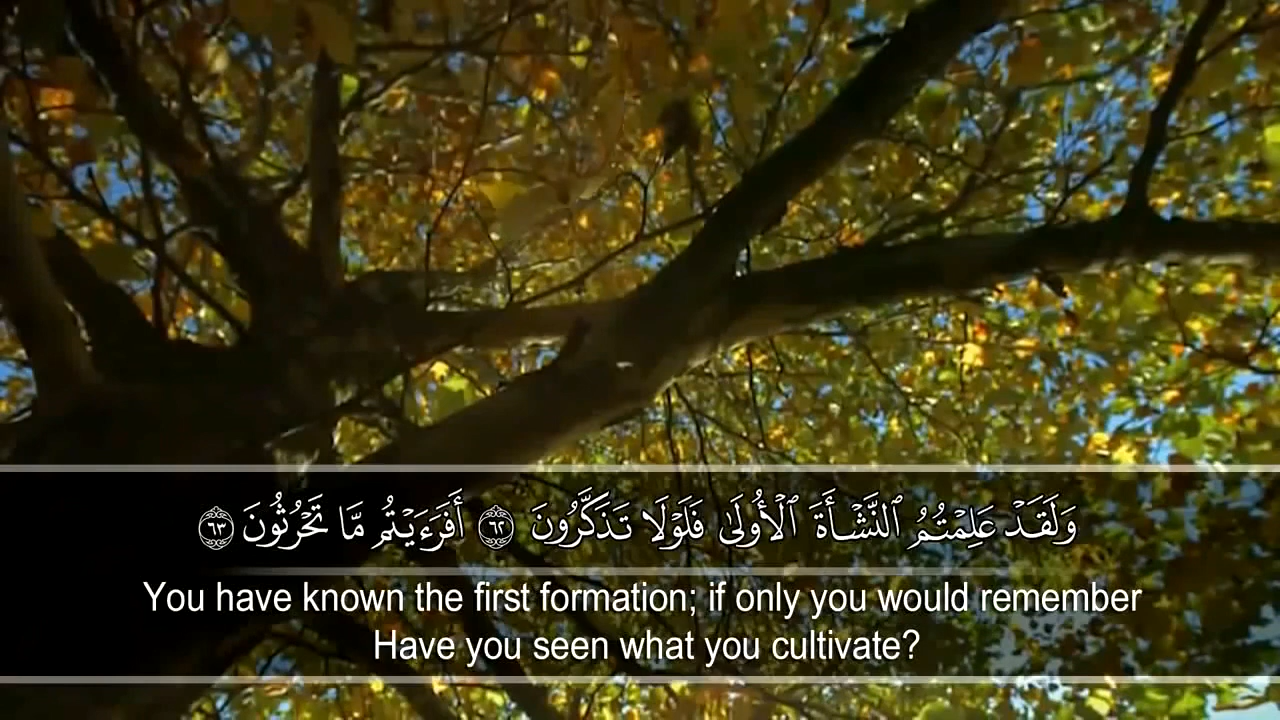 وَلَقَدْ عَلِمْتُمُ ٱلنَّشْأَةَ ٱلْأُولَىٰ فَلَوْلَا تَذَكَّرُونَ ٦٢ أَفَرَءَيْتُم مَّا تَحْرُثُونَ ٦٣
You have known the first formation; if only you would remember
Have you seen what you cultivate?